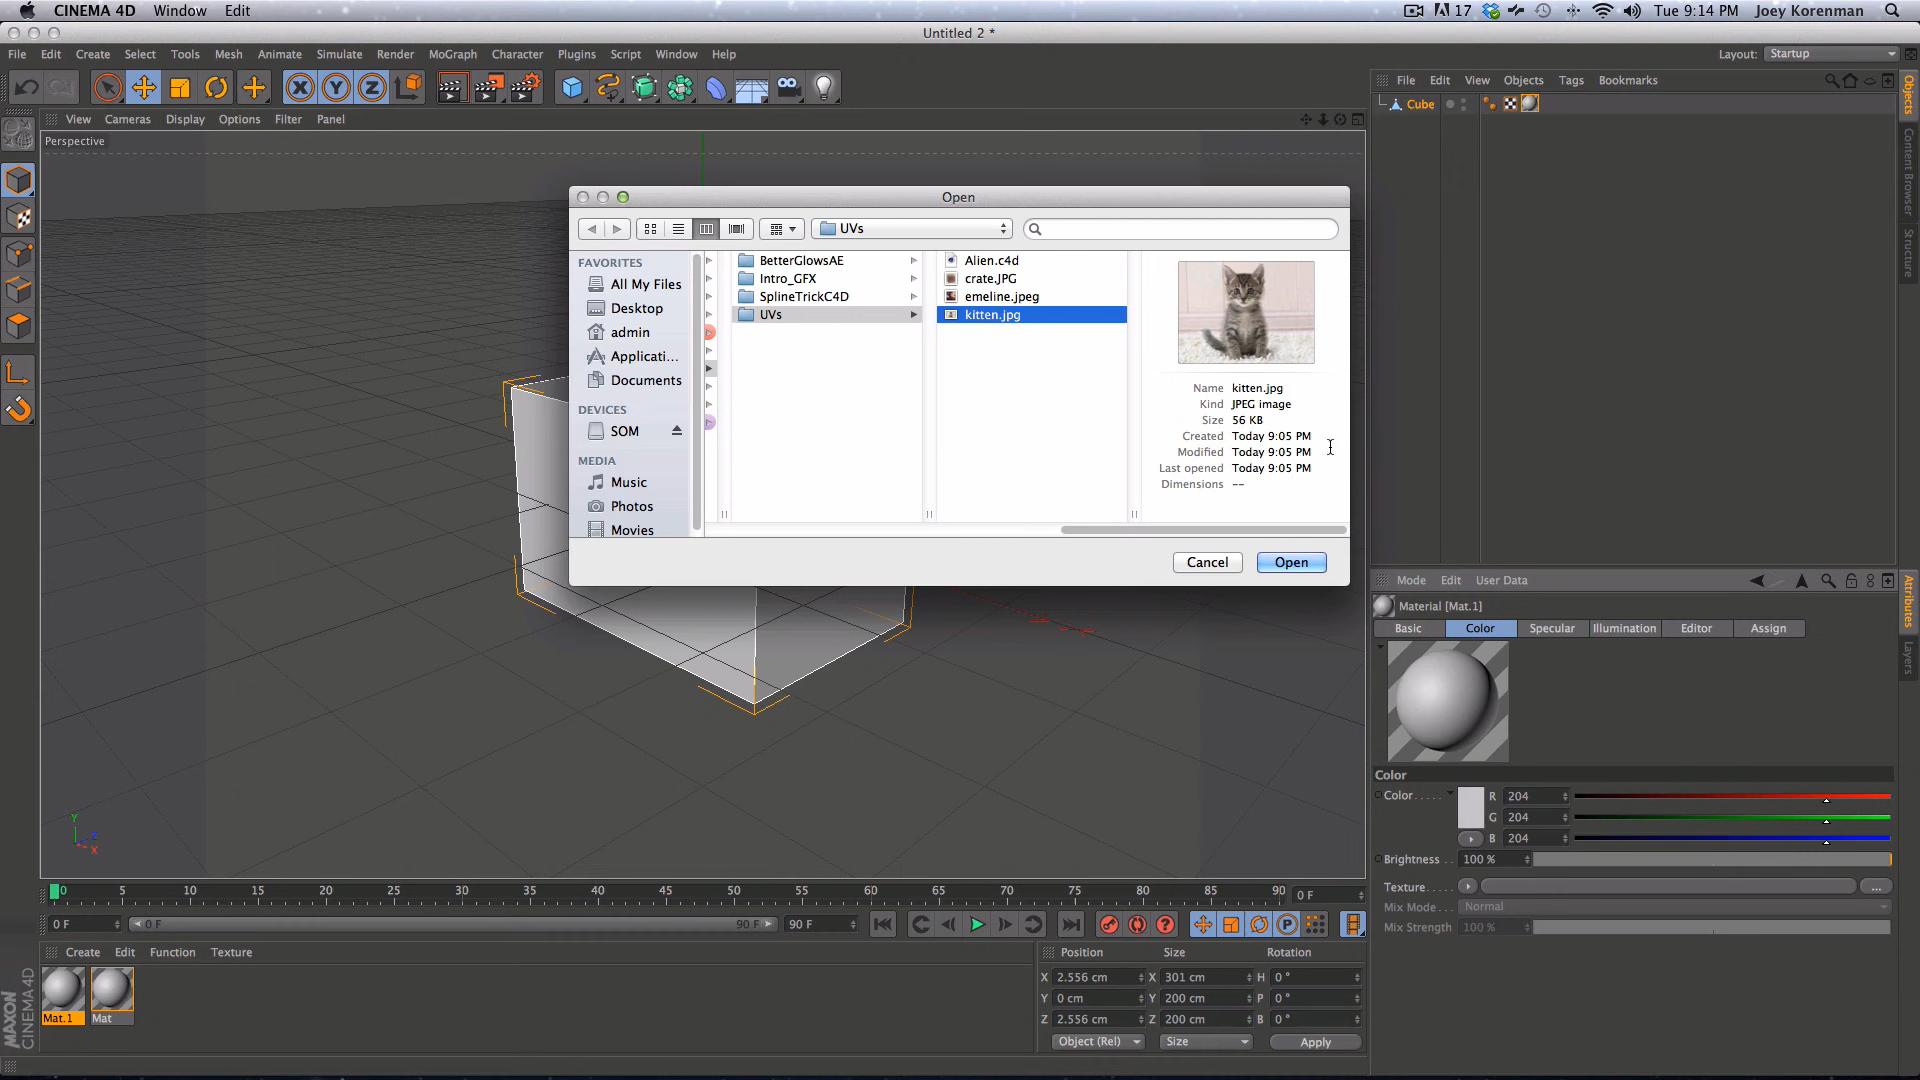 CINEMA 4D Window Edit 17 Tue 9:14 PM Joey Korenman
Untitled 2 *
File Edit Create Select Tools Mesh Animate Simulate Render MoGraph Character Plugins Script Window Help Layout: Startup
X Y Z
File Edit View Objects Tags Bookmarks
Cube
Objects
Content Browser
Structure
View Cameras Display Options Filter Panel
Perspective
Open
UVs
FAVORITES
All My Files
Desktop
admin
Applicati...
Documents
DEVICES
SOM
MEDIA
Music
Photos
Movies
BetterGlowsAE
Intro_GFX
SplineTrickC4D
UVs
Alien.c4d
crate.JPG
emeline.jpeg
kitten.jpg
Name kitten.jpg
Kind JPEG image
Size 56 KB
Created Today 9:05 PM
Modified Today 9:05 PM
Last opened Today 9:05 PM
Dimensions --
Cancel Open
Mode Edit User Data
Attributes
Layers
Material [Mat.1]
Basic Color Specular Illumination Editor Assign
Color
Color..... R 204
G 204
B 204
Brightness 100 %
Texture..... ...
Mix Mode... Normal
Mix Strength 100 %
Y
Z
X
0 5 10 15 20 25 30 35 40 45 50 55 60 65 70 75 80 85 90 0 F
0 F 0 F 90 F 90 F
P
Create Edit Function Texture
Mat.1 Mat
MAXON
CINEMA 4D
Position Size Rotation
X 2.556 cm X 301 cm H 0 °
Y 0 cm Y 200 cm P 0 °
Z 2.556 cm Z 200 cm B 0 °
Object (Rel) Size Apply